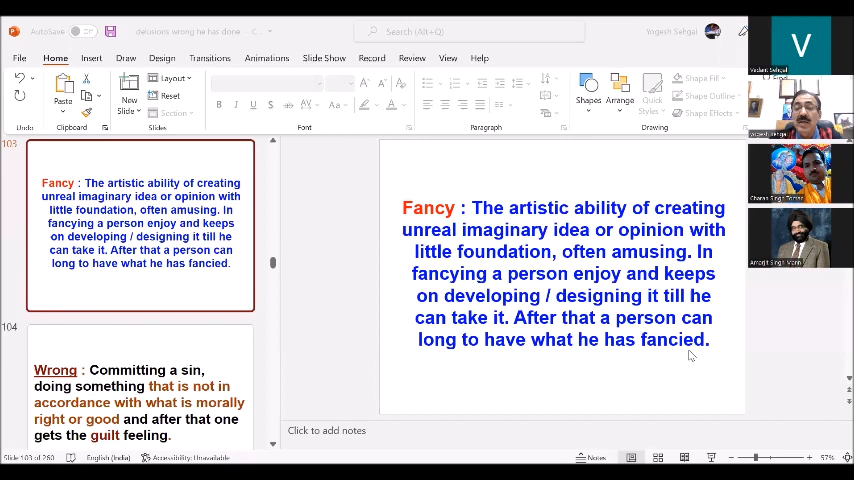 AutoSave
Off
delusions wrong he has done - C...
Search (Alt+Q)
Yogesh Sehgal
File Home Insert Draw Design Transitions Animations Slide Show Record Review View Help
Paste
New
Slide
Layout
Reset
Section
Shapes
Arrange
Quick
Styles
Shape Fill
Shape Outline
Shape Effects
Undo
Clipboard
Slides
Font
Paragraph
Drawing
V
Vedant Sehgal
Yogesh Sehgal
Charan Singh Tomar
Amarjit Singh Mann
103
Fancy : The artistic ability of creating
unreal imaginary idea or opinion with
little foundation, often amusing. In
fancying a person enjoy and keeps
on developing / designing it till he
can take it. After that a person can
long to have what he has fancied.
104
Wrong : Committing a sin,
doing something that is not in
accordance with what is morally
right or good and after that one
gets the guilt feeling.
Fancy : The artistic ability of creating
unreal imaginary idea or opinion with
little foundation, often amusing. In
fancying a person enjoy and keeps
on developing / designing it till he
can take it. After that a person can
long to have what he has fancied.
Click to add notes
Slide 103 of 260
English (India)
Accessibility: Unavailable
Notes
57%